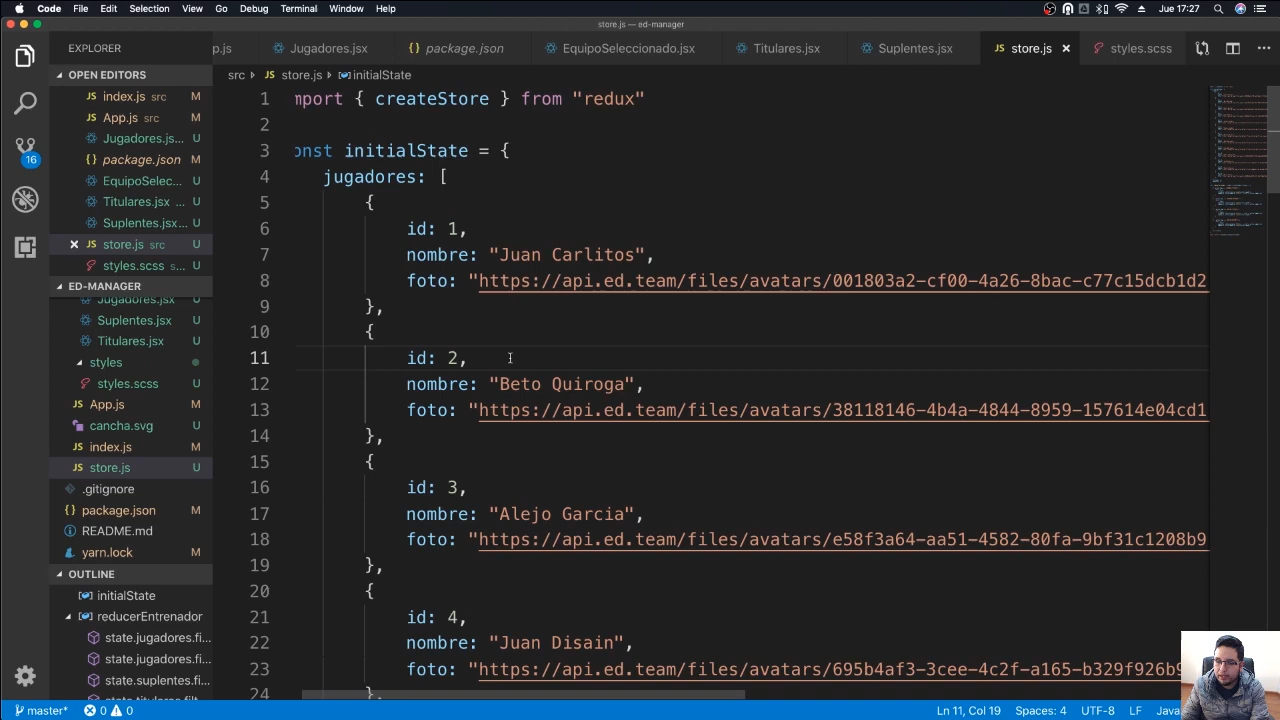 Code File Edit Selection View Go Debug Terminal Window Help Jue 17:27
store.js — ed-manager
EXPLORER
p.js Jugadores.jsx package.json EquipoSeleccionado.jsx Titulares.jsx Suplentes.jsx store.js styles.scss
OPEN EDITORS
index.js src M
App.js src M
Jugadores.js... U
package.json M
EquipoSelec... U
Titulares.jsx src U
Suplentes.jsx... U
store.js src U
styles.scss s... U
ED-MANAGER
Jugadores.jsx U
Suplentes.jsx U
Titulares.jsx U
styles
styles.scss U
App.js M
cancha.svg U
index.js M
store.js U
.gitignore
package.json M
README.md
yarn.lock M
OUTLINE
initialState
reducerEntrenador
state.jugadores.fi...
state.jugadores.fi...
state.suplentes.fi...
state.titulares.filt...
16
src store.js initialState
1 mport { createStore } from "redux"
2
3 onst initialState = {
4 jugadores: [
5 {
6 id: 1,
7 nombre: "Juan Carlitos",
8 foto: "https://api.ed.team/files/avatars/001803a2-cf00-4a26-8bac-c77c15dcb1d2
9 },
10 {
11 id: 2,
12 nombre: "Beto Quiroga",
13 foto: "https://api.ed.team/files/avatars/38118146-4b4a-4844-8959-157614e04cd1
14 },
15 {
16 id: 3,
17 nombre: "Alejo Garcia",
18 foto: "https://api.ed.team/files/avatars/e58f3a64-aa51-4582-80fa-9bf31c1208b9
19 },
20 {
21 id: 4,
22 nombre: "Juan Disain",
23 foto: "https://api.ed.team/files/avatars/695b4af3-3cee-4c2f-a165-b329f926b9
24 },
master* 0 0 Ln 11, Col 19 Spaces: 4 UTF-8 LF Java